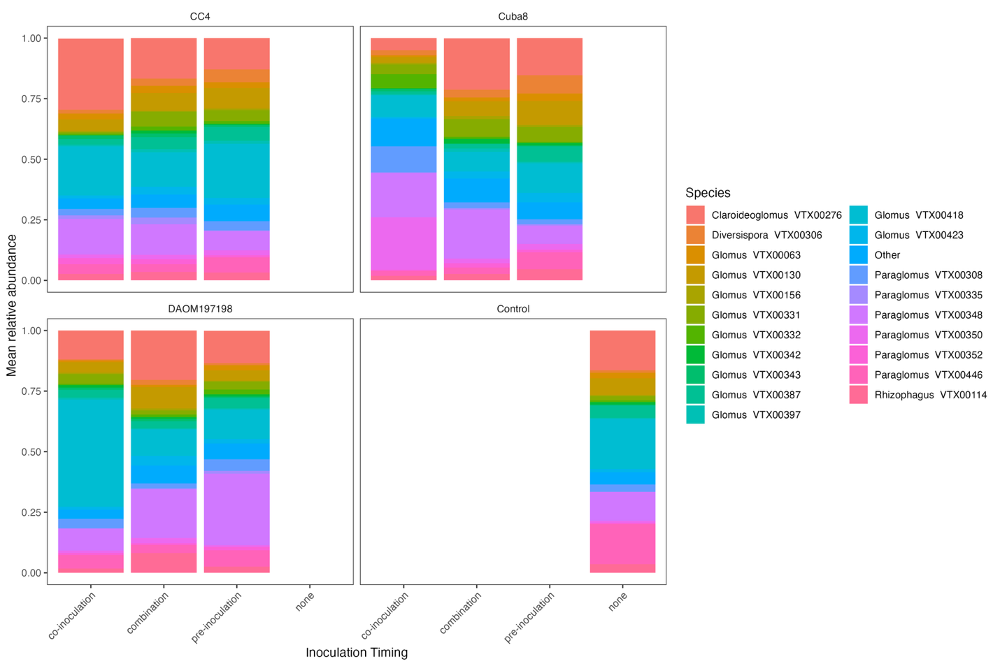 CC4
Cuba8
1.00
0.75
0.50
0.25
0.00
DAOM197198
Control
1.00
0.75
0.50
0.25
0.00
Mean relative abundance
co-inoculation
combination
pre-inoculation
none
co-inoculation
combination
pre-inoculation
none
Inoculation Timing
Species
Claroideoglomus VTX00276
Diversispora VTX00306
Glomus VTX00063
Glomus VTX00130
Glomus VTX00156
Glomus VTX00331
Glomus VTX00332
Glomus VTX00342
Glomus VTX00343
Glomus VTX00387
Glomus VTX00397
Glomus VTX00418
Glomus VTX00423
Other
Paraglomus VTX00308
Paraglomus VTX00335
Paraglomus VTX00348
Paraglomus VTX00350
Paraglomus VTX00352
Paraglomus VTX00446
Rhizophagus VTX00114